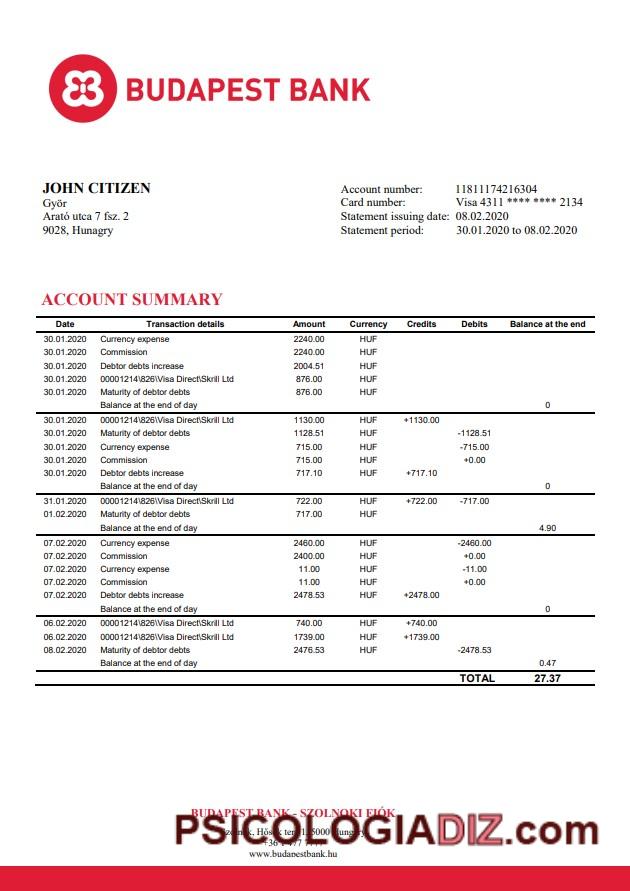 BUDAPEST BANK
JOHN CITIZEN
Györ
Arató utca 7 fsz. 2
9028, Hunagry
Account number: 11811174216304
Card number: Visa 4311 **** **** 2134
Statement issuing date: 08.02.2020
Statement period: 30.01.2020 to 08.02.2020
ACCOUNT SUMMARY
Date Transaction details Amount Currency Credits Debits Balance at the end
30.01.2020 Currency expense 2240.00 HUF
30.01.2020 Commission 2240.00 HUF
30.01.2020 Debtor debts increase 2004.51 HUF
30.01.2020 00001214\826\Visa Direct\Skrill Ltd 876.00 HUF
30.01.2020 Maturity of debtor debts 876.00 HUF
Balance at the end of day 0
30.01.2020 00001214\826\Visa Direct\Skrill Ltd 1130.00 HUF +1130.00
30.01.2020 Maturity of debtor debts 1128.51 HUF -1128.51
30.01.2020 Currency expense 715.00 HUF -715.00
30.01.2020 Commission 715.00 HUF +0.00
30.01.2020 Debtor debts increase 717.10 HUF +717.10
Balance at the end of day 0
31.01.2020 00001214\826\Visa Direct\Skrill Ltd 722.00 HUF +722.00 -717.00
01.02.2020 Maturity of debtor debts 717.00 HUF
Balance at the end of day 4.90
07.02.2020 Currency expense 2460.00 HUF -2460.00
07.02.2020 Commission 2400.00 HUF +0.00
07.02.2020 Currency expense 11.00 HUF -11.00
07.02.2020 Commission 11.00 HUF +0.00
07.02.2020 Debtor debts increase 2478.53 HUF +2478.00
Balance at the end of day 0
06.02.2020 00001214\826\Visa Direct\Skrill Ltd 740.00 HUF +740.00
06.02.2020 00001214\826\Visa Direct\Skrill Ltd 1739.00 HUF +1739.00
08.02.2020 Maturity of debtor debts 2476.53 HUF -2478.53
Balance at the end of day 0.47
TOTAL 27.37
BUDAPEST BANK - SZOLNOKI FIÓK
PSICOLOGIADIZ.com
Szolnok, Hősök tere 5000 Hungary
www.budapestbank.hu